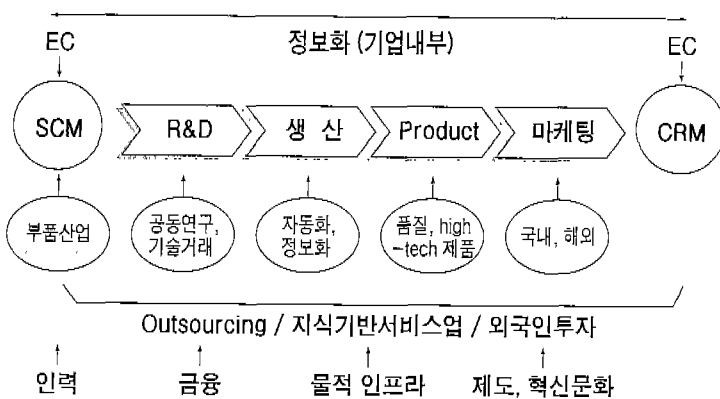 EC 정보화 (기업내부) EC
SCM R&D 생 산 Product 마케팅 CRM
부품산업 공동연구, 기술거래 자동화, 정보화 품질, high -tech 제품 국내, 해외
Outsourcing / 지식기반서비스업 / 외국인투자
인력 금융 물적 인프라 제도, 혁신문화